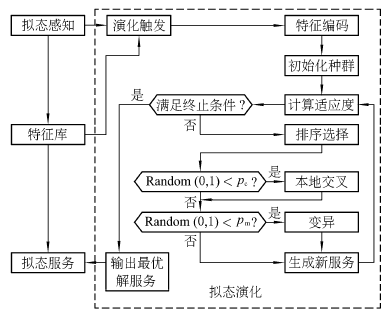 拟态感知
演化触发
特征编码
初始化种群
是
满足终止条件？
计算适应度
否
特征库
排序选择
Random (0,1) < pc？
是
本地交叉
否
Random (0,1) < pm？
是
变异
否
拟态服务
输出最优
解服务
生成新服务
拟态演化